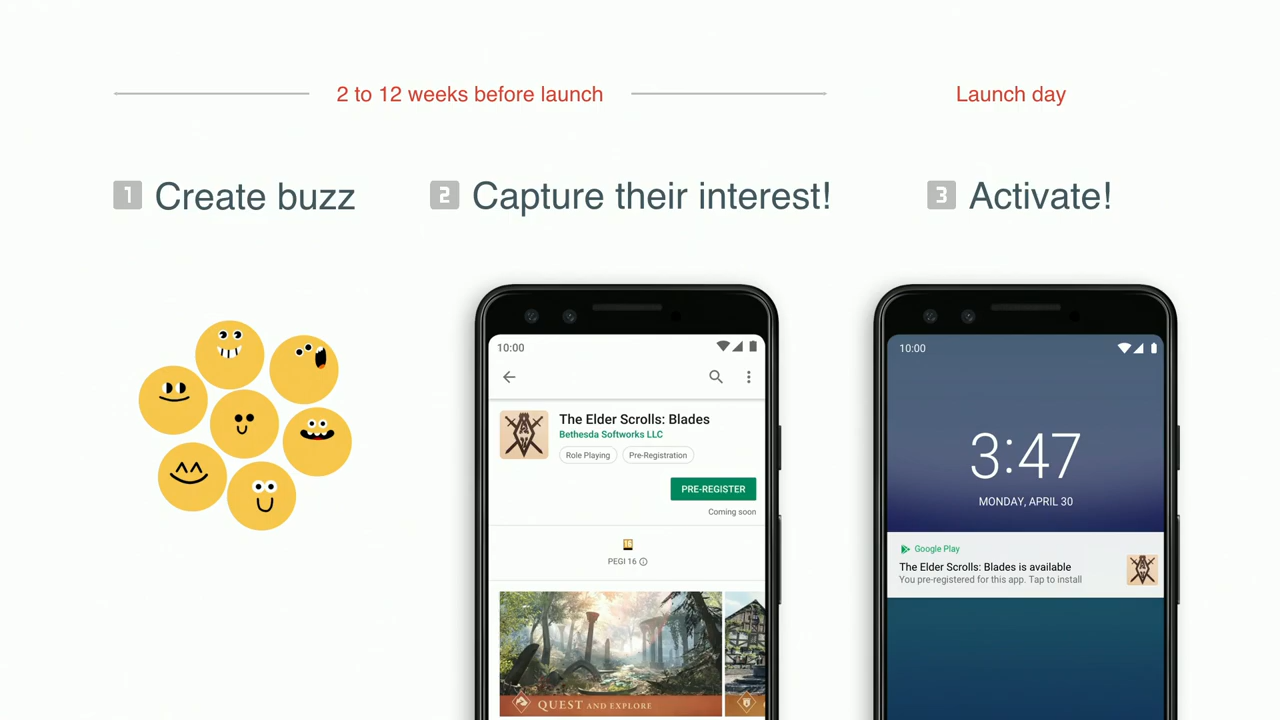 2 to 12 weeks before launch
Launch day
1 Create buzz
2 Capture their interest!
3 Activate!
10:00
The Elder Scrolls: Blades
Bethesda Softworks LLC
Role Playing
Pre-Registration
PRE-REGISTER
Coming soon
16
PEGI 16
QUEST AND EXPLORE
10:00
3:47
MONDAY, APRIL 30
Google Play
The Elder Scrolls: Blades is available
You pre-registered for this app. Tap to install